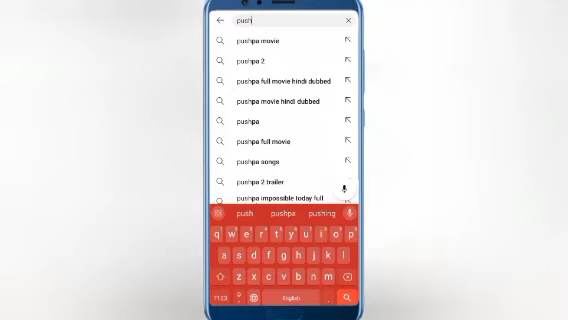 push
pushpa movie
pushpa 2
pushpa full movie hindi dubbed
pushpa movie hindi dubbed
pushpa
pushpa full movie
pushpa songs
pushpa 2 trailer
pushpa impossible today full
push pushpa pushing
q w e r t y u i o p
a s d f g h j k l
z x c v b n m
?123 English .